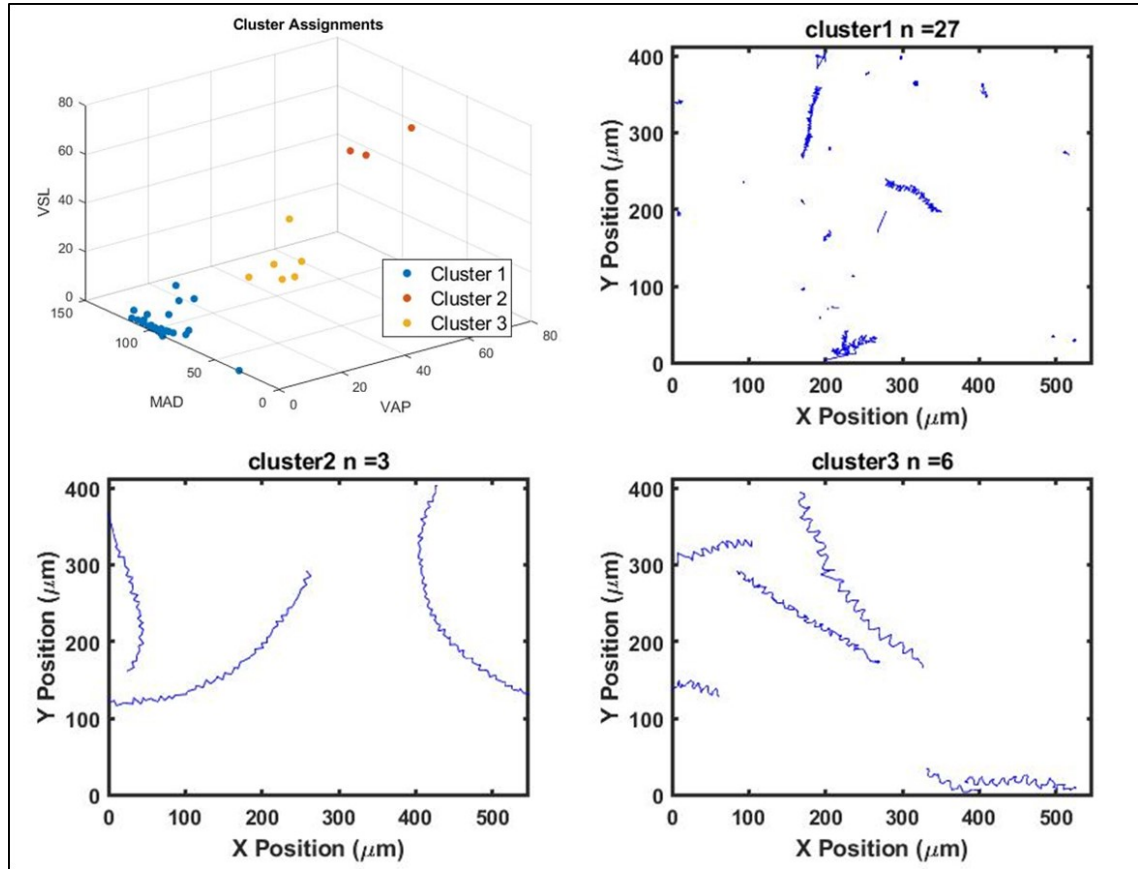 Cluster Assignments
80
60
40
20
0
VSL
150
100
50
0
MAD
0
20
40
60
80
VAP
Cluster 1
Cluster 2
Cluster 3
cluster1 n =27
400
300
200
100
0
Y Position (μm)
0 100 200 300 400 500
X Position (μm)
cluster2 n =3
400
300
200
100
0
Y Position (μm)
0 100 200 300 400 500
X Position (μm)
cluster3 n =6
400
300
200
100
0
Y Position (μm)
0 100 200 300 400 500
X Position (μm)